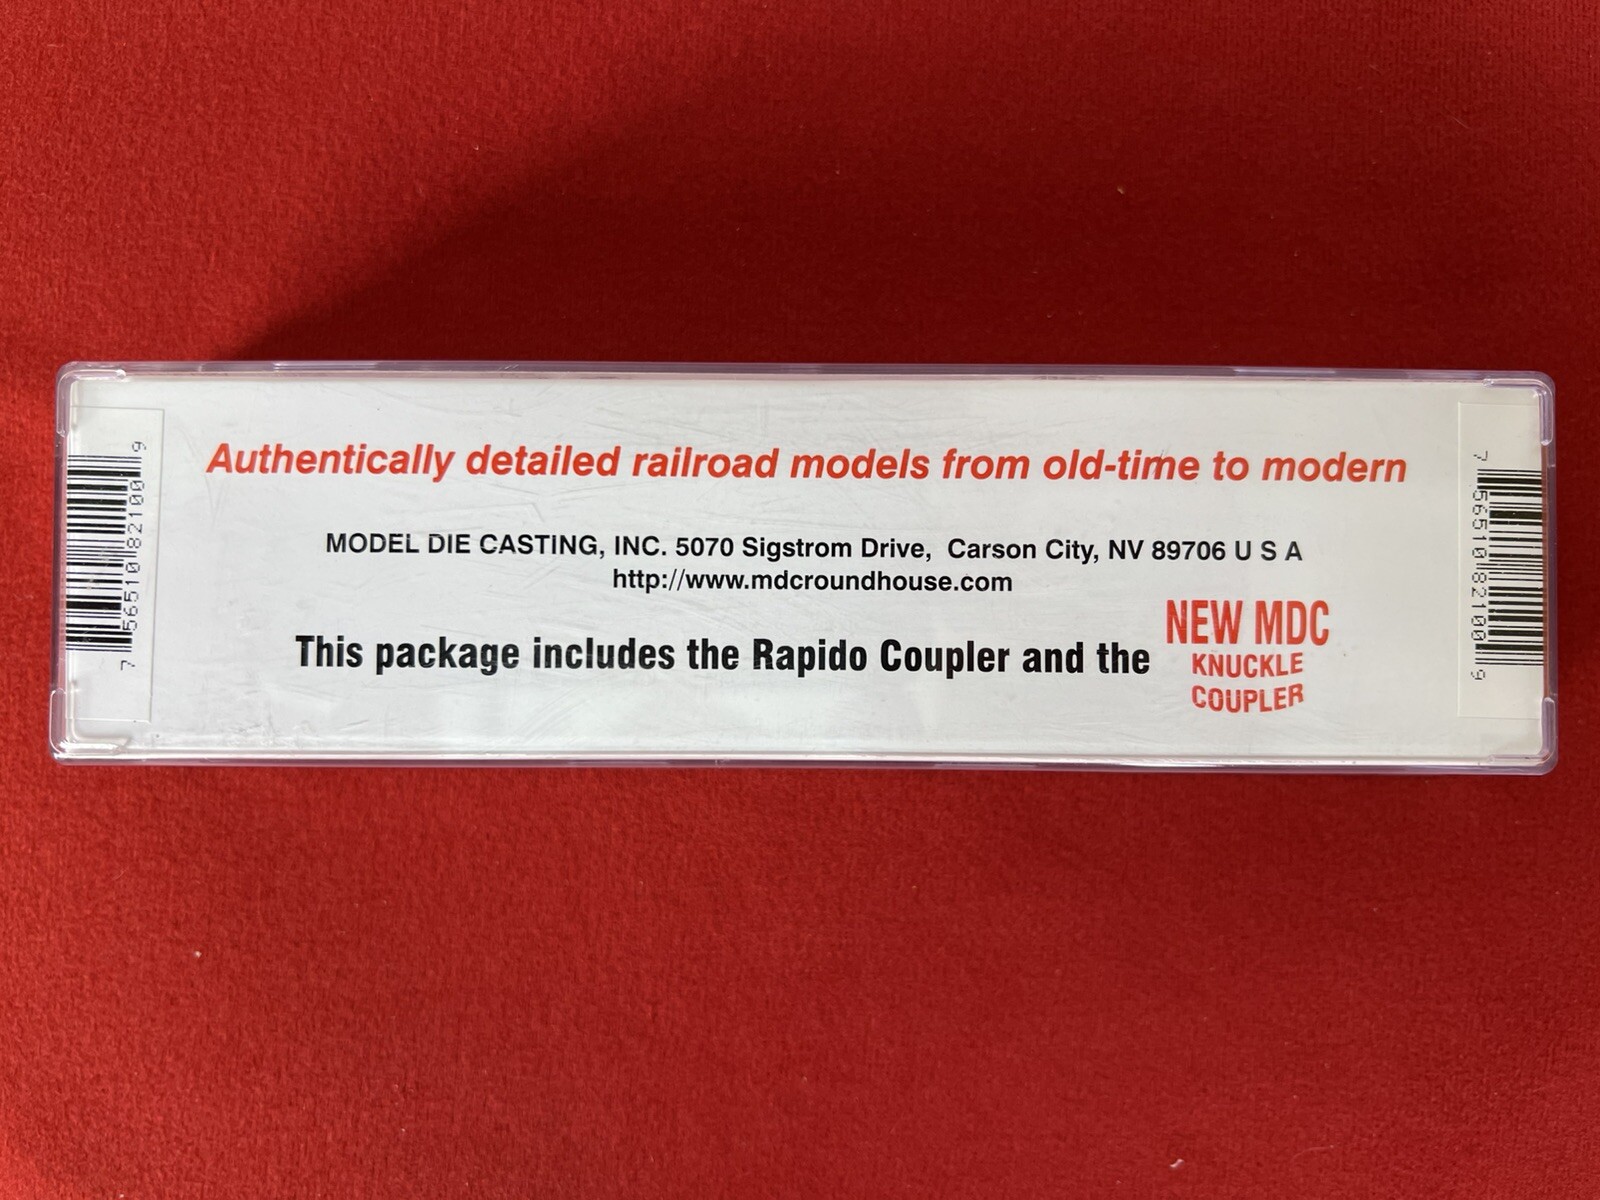 Authentically detailed railroad models from old-time to modern
MODEL DIE CASTING, INC. 5070 Sigstrom Drive, Carson City, NV 89706 U S A
http://www.mdcroundhouse.com
This package includes the Rapido Coupler and the
NEW MDC
KNUCKLE
COUPLER
7 56510 82100 9
7 56510 82100 9